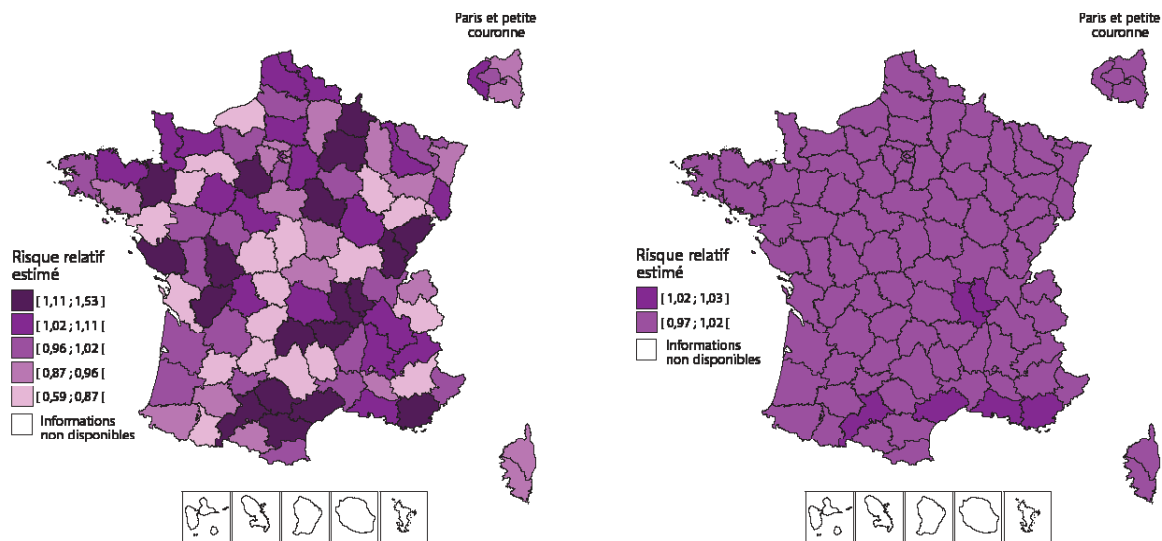 Paris et petite
couronne
Risque relatif
estimé
[ 1,11 ; 1,53 ]
[ 1,02 ; 1,11 [
[ 0,96 ; 1,02 [
[ 0,87 ; 0,96 [
[ 0,59 ; 0,87 [
Informations
non disponibles
Paris et petite
couronne
Risque relatif
estimé
[ 1,02 ; 1,03 ]
[ 0,97 ; 1,02 [
Informations
non disponibles